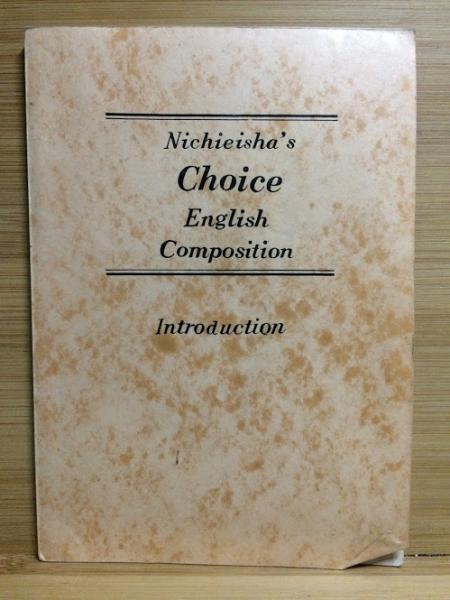 Nichieisha's
Choice
English
Composition
Introduction